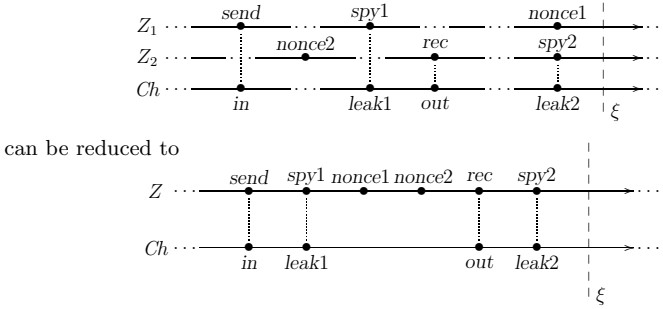 send spy1 nonce1
Z1 · · ·
nonce2 rec spy2
Z2 · · ·
Ch · · ·
in leak1 out leak2
ξ
can be reduced to
send spy1 nonce1 nonce2 rec spy2
Z · · ·
Ch · · ·
in leak1 out leak2
ξ